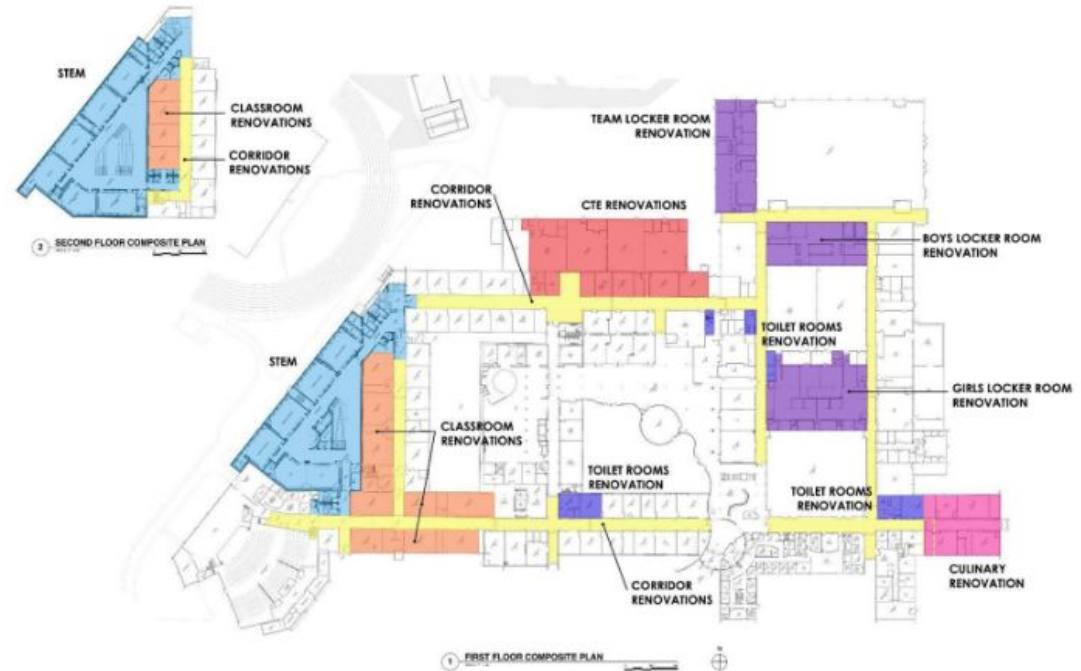 STEM
CLASSROOM
RENOVATIONS
CORRIDOR
RENOVATIONS
2 SECOND FLOOR COMPOSITE PLAN
TEAM LOCKER ROOM
RENOVATION
CORRIDOR
RENOVATIONS
CTE RENOVATIONS
BOYS LOCKER ROOM
RENOVATION
TOILET ROOMS
RENOVATION
STEM
GIRLS LOCKER ROOM
RENOVATION
CLASSROOM
RENOVATIONS
TOILET ROOMS
RENOVATION
TOILET ROOMS
RENOVATION
CULINARY
RENOVATION
CORRIDOR
RENOVATIONS
1 FIRST FLOOR COMPOSITE PLAN